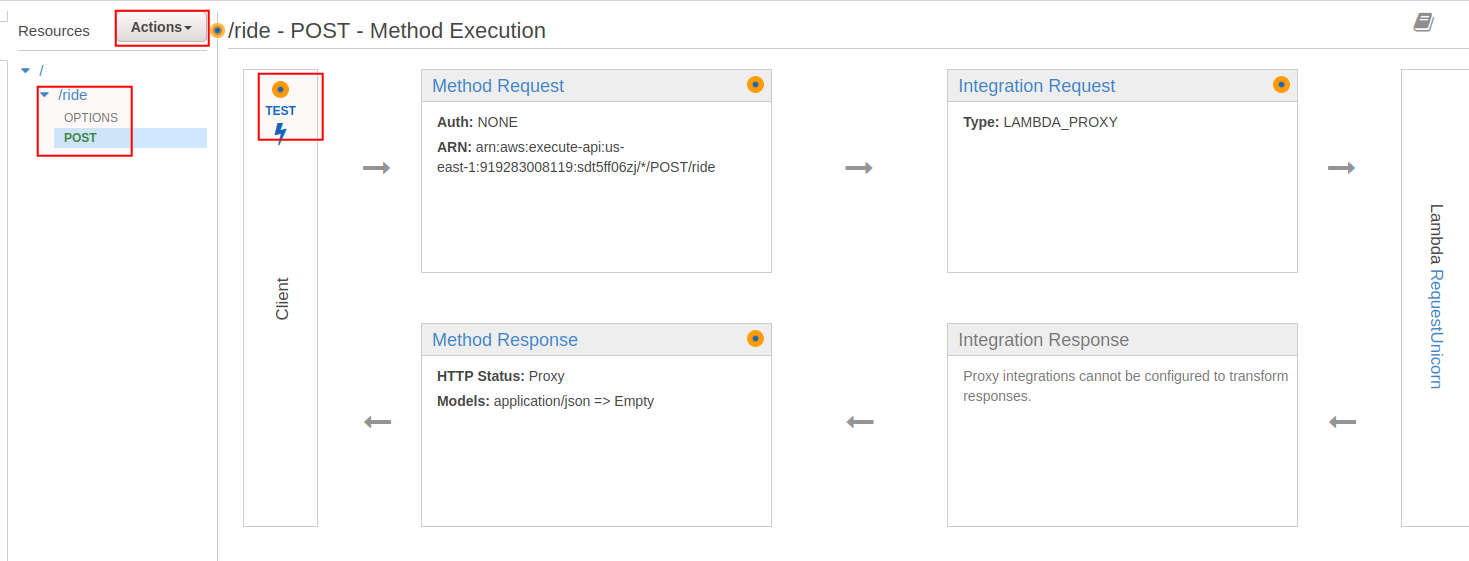 Resources
Actions
/ride - POST - Method Execution
/
/ride
OPTIONS
POST
TEST
Client
Method Request
Auth: NONE
ARN: arn:aws:execute-api:us-
east-1:919283008119:sdt5ff06zj/*/POST/ride
Integration Request
Type: LAMBDA_PROXY
Lambda RequestUnicorn
Method Response
HTTP Status: Proxy
Models: application/json => Empty
Integration Response
Proxy integrations cannot be configured to transform
responses.